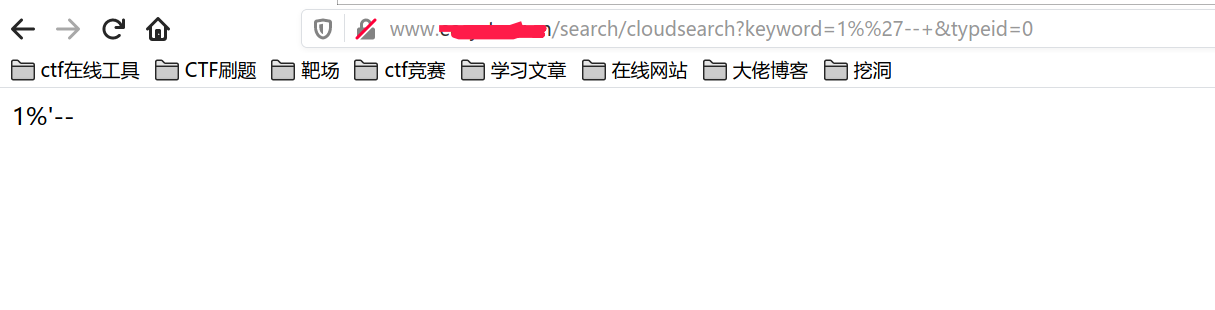 www. /search/cloudsearch?keyword=1%%27--+&typeid=0
ctf在线工具 CTF刷题 靶场 ctf竞赛 学习文章 在线网站 大佬博客 挖洞
1%'--